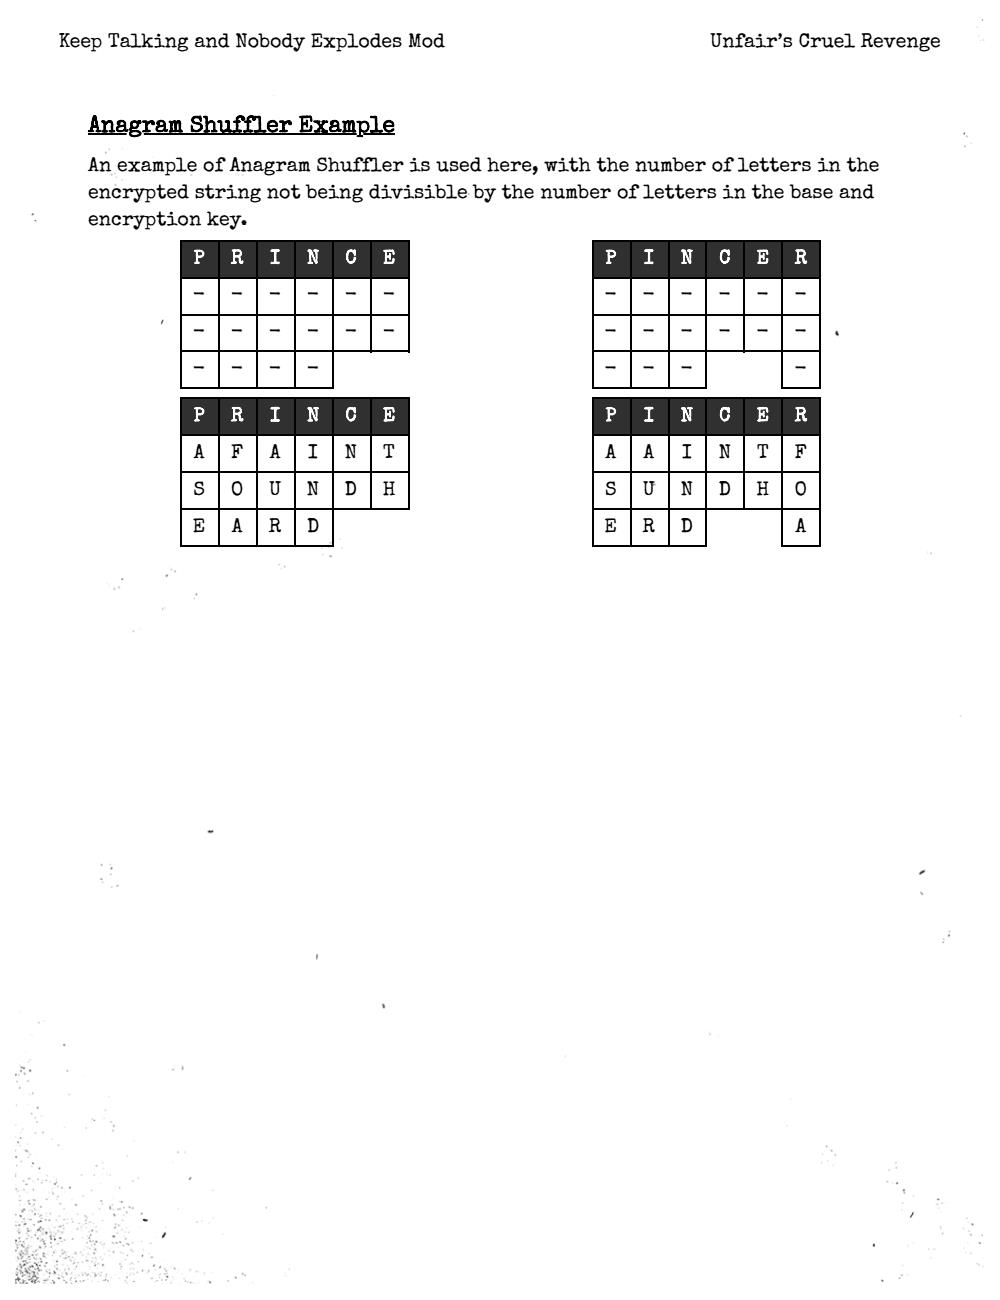 Keep Talking and Nobody Explodes Mod Unfair's Cruel Revenge
Anagram Shuffler Example
An example of Anagram Shuffler is used here, with the number of letters in the
encrypted string not being divisible by the number of letters in the base and
encryption key.
P R I N C E P I N C E R
- - - - - - - - - - - -
- - - - - - - - - - - -
- - - - - - - -
P R I N C E P I N C E R
A F A I N T A A I N T F
S O U N D H S U N D H O
E A R D E R D A